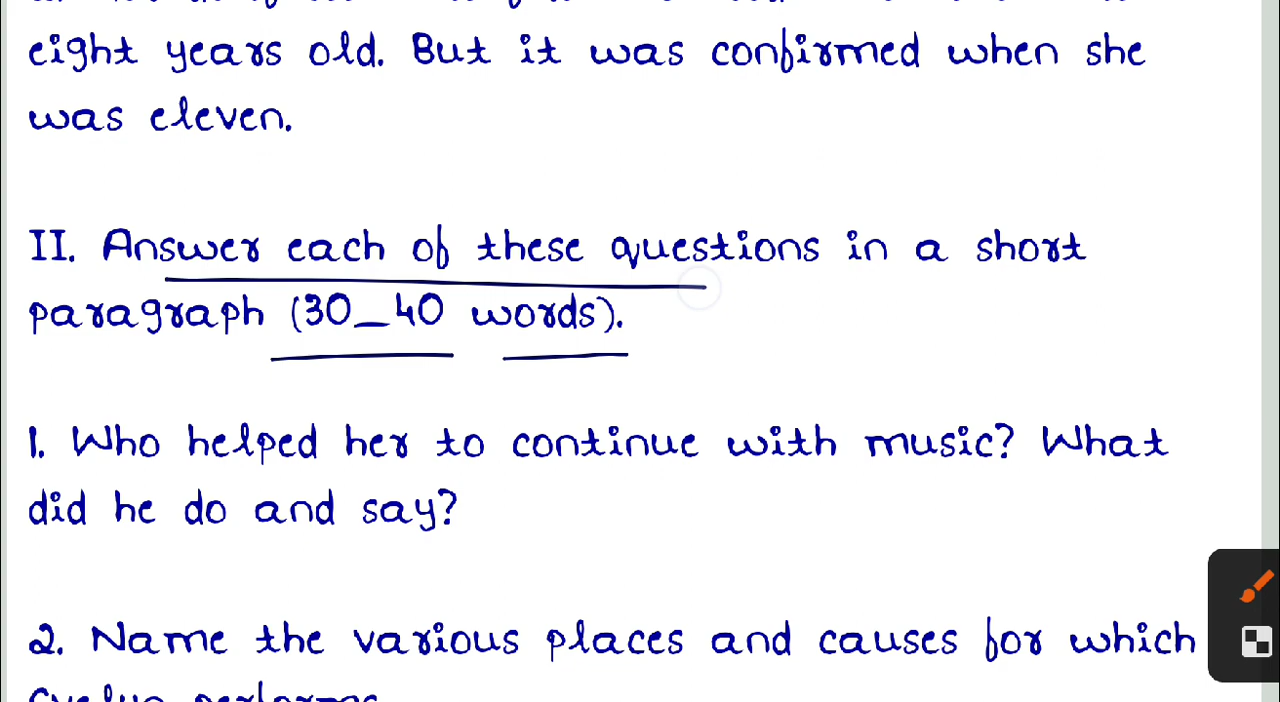 eight years old. But it was confirmed when she
was eleven.
II. Answer each of these questions in a short
paragraph (30_40 words).
1. Who helped her to continue with music? What
did he do and say?
2. Name the various places and causes for which
Evelyn performs.